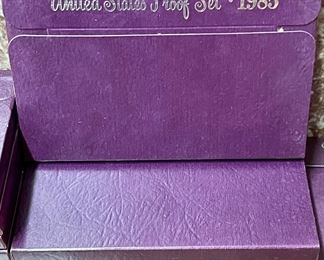 United States Proof Set • 1985